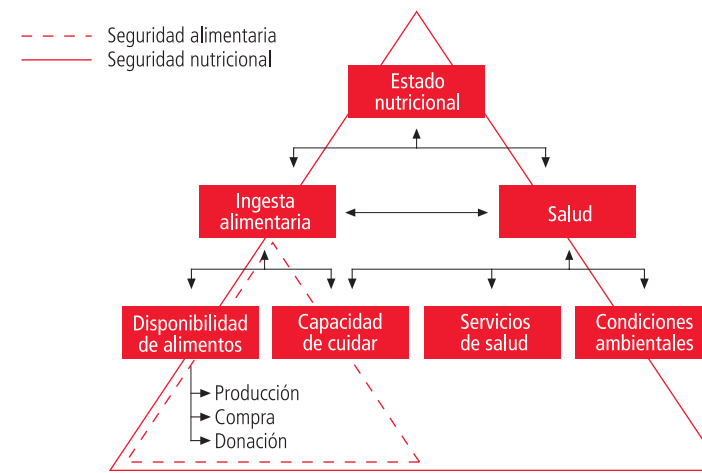 Seguridad alimentaria
Seguridad nutricional
Estado
nutricional
Ingesta
alimentaria
Salud
Disponibilidad
de alimentos
Capacidad
de cuidar
Servicios
de salud
Condiciones
ambientales
Producción
Compra
Donación